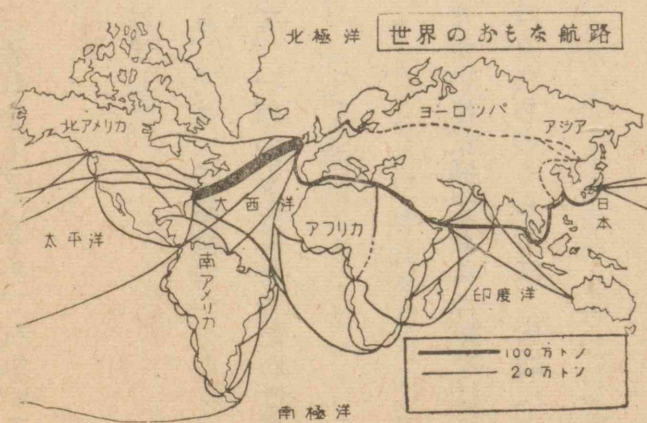 北極洋
世界のおもな航路
北アメリカ
ヨーロッパ
アジア
大西洋
アフリカ
日本
太平洋
南アメリカ
印度洋
100万トン
20万トン
南極洋